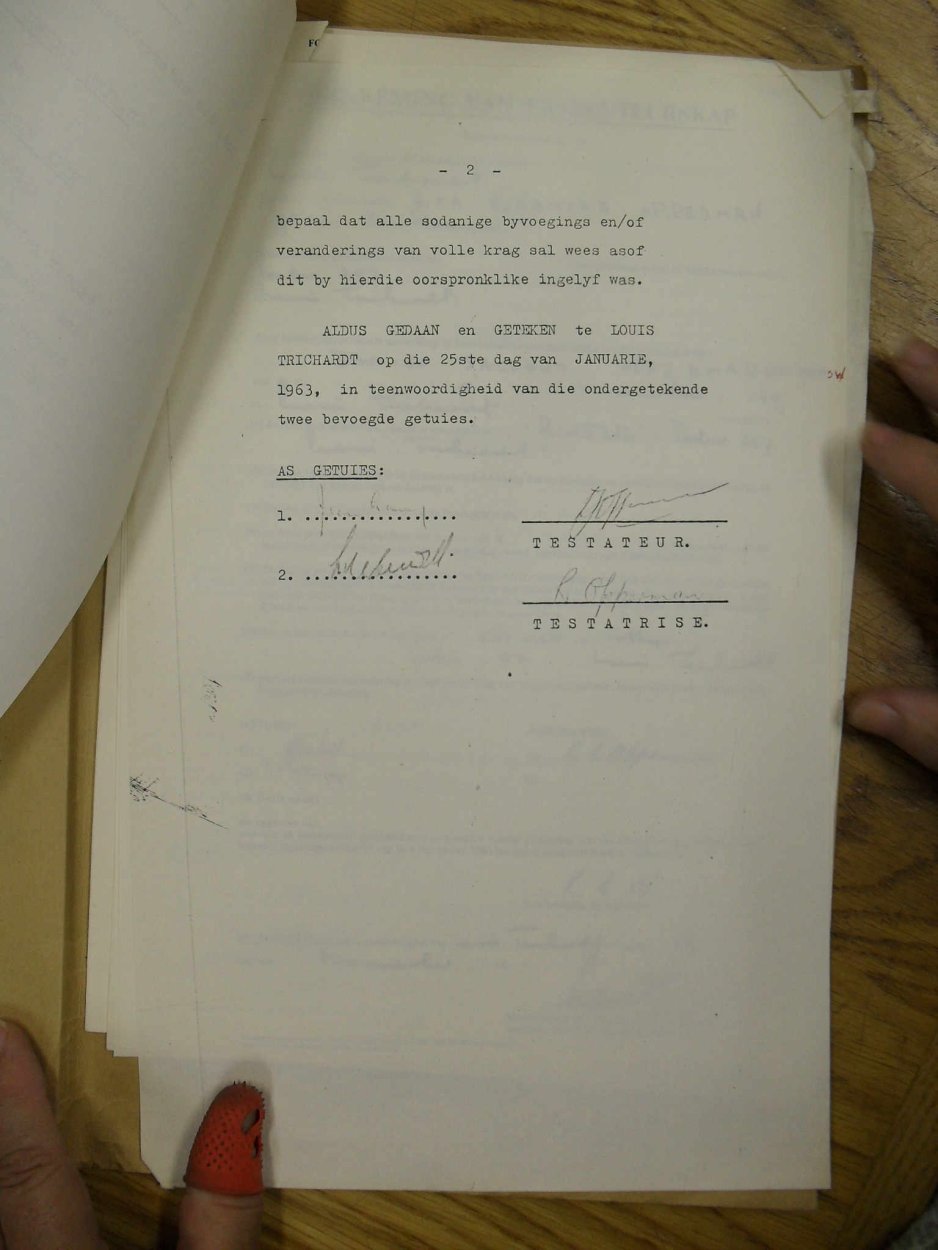 - 2 -
bepaal dat alle sodanige byvoegings en/of
veranderings van volle krag sal wees asof
dit by hierdie oorspronklike ingelyf was.
ALDUS GEDAAN en GETEKEN te LOUIS
TRICHARDT op die 25ste dag van JANUARIE,
1963, in teenwoordigheid van die ondergetekende
twee bevoegde getuies.
AS GETUIES:
1. ..................
TESTATEUR.
2. ..................
Opperman
TESTATRISE.